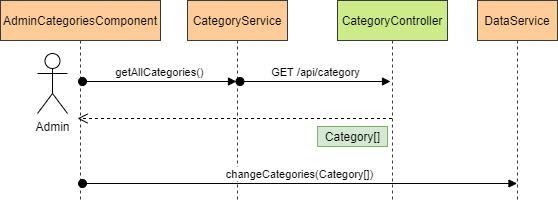 AdminCategoriesComponent
CategoryService
CategoryController
DataService
getAllCategories()
GET /api/category
Admin
Category[]
changeCategories(Category[])